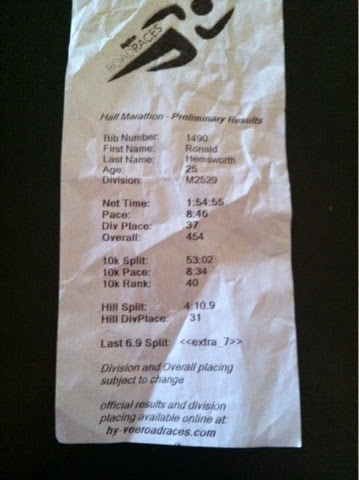 HyVee
ROADRACES
Half Marathon - Preliminary Results
Bib Number: 1490
First Name: Ronald
Last Name: Hemsworth
Age: 25
Division: M2529
Net Time: 1:54:55
Pace: 8:46
Div Place: 37
Overall: 454
10k Split: 53:02
10k Pace: 8:34
10k Rank: 40
Hill Split: 4:10.9
Hill DivPlace: 31
Last 6.9 Split: <<extra_7>>
Division and Overall placing
subject to change
official results and division
placing available online at:
hy-veeroadraces.com